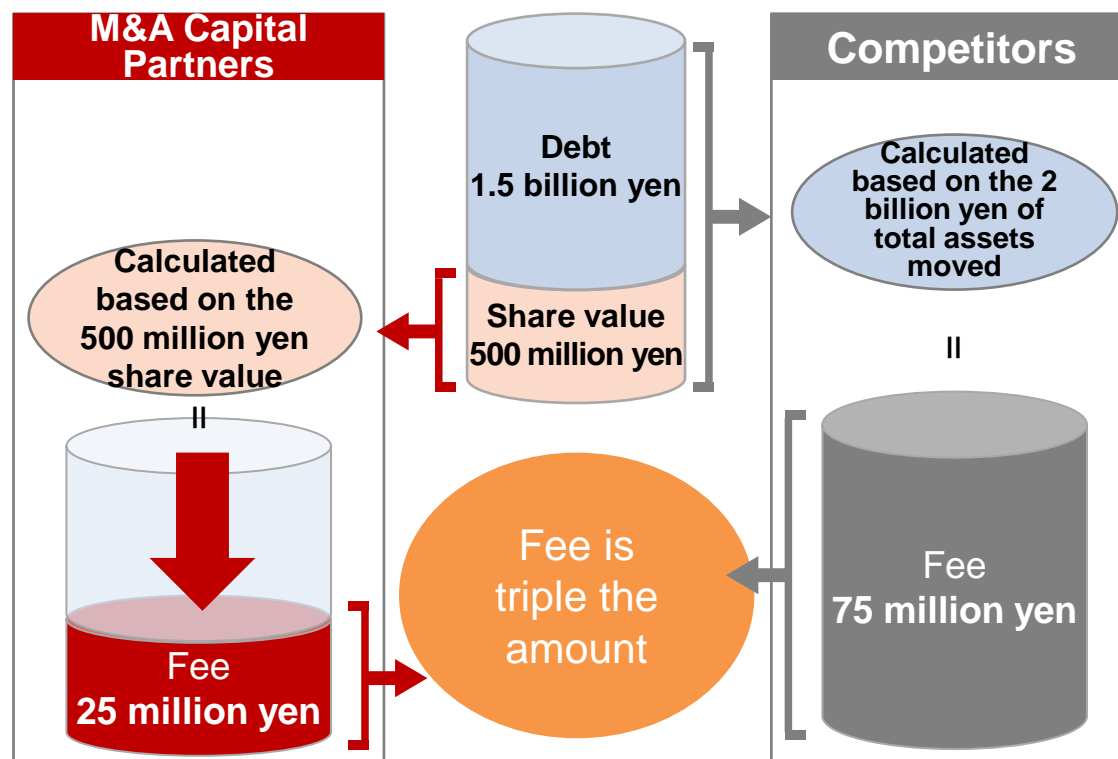 M&A Capital
Partners
Debt
1.5 billion yen
Share value
500 million yen
Competitors
Calculated
based on the 2
billion yen of
total assets
moved
Calculated
based on the
500 million yen
share value
=
=
Fee
25 million yen
Fee is
triple the
amount
Fee
75 million yen